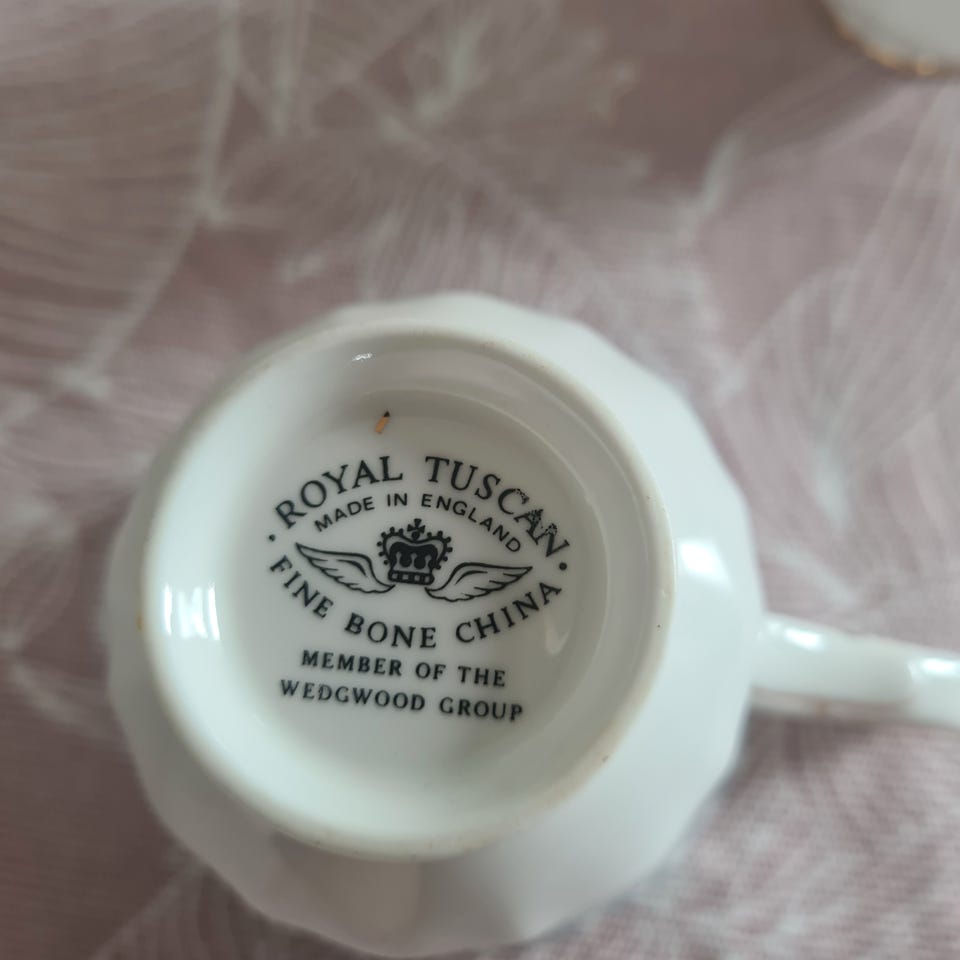 ROYAL TUSCAN
MADE IN ENGLAND
FINE BONE CHINA
MEMBER OF THE
WEDGWOOD GROUP